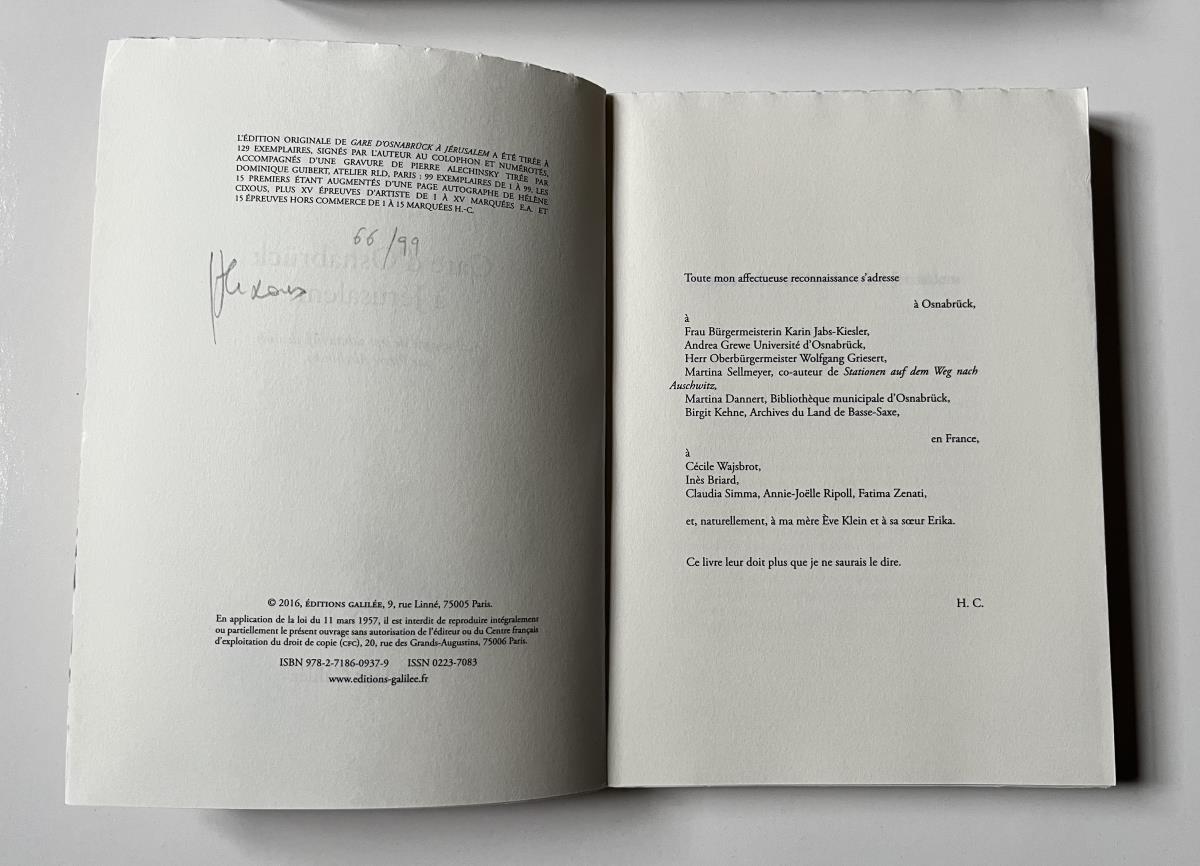 L'ÉDITION ORIGINALE DE GARE D'OSNABRÜCK À JÉRUSALEM A ÉTÉ TIRÉE À
129 EXEMPLAIRES, SIGNÉS PAR L'AUTEUR AU COLOPHON ET NUMÉROTÉS,
ACCOMPAGNÉS D'UNE GRAVURE DE PIERRE ALECHINSKY TIRÉE PAR
DOMINIQUE GUIBERT, ATELIER RLD, PARIS : 99 EXEMPLAIRES DE 1 À 99, LES
15 PREMIERS ÉTANT AUGMENTÉS D'UNE PAGE AUTOGRAPHE DE HÉLÈNE
CIXOUS, PLUS XV ÉPREUVES D'ARTISTE DE I À XV MARQUÉES E.A. ET
15 ÉPREUVES HORS COMMERCE DE 1 À 15 MARQUÉES H.-C.
66/99
© 2016, ÉDITIONS GALILÉE, 9, rue Linné, 75005 Paris.
En application de la loi du 11 mars 1957, il est interdit de reproduire intégralement
ou partiellement le présent ouvrage sans autorisation de l'éditeur ou du Centre français
d'exploitation du droit de copie (CFC), 20, rue des Grands-Augustins, 75006 Paris.
ISBN 978-2-7186-0937-9 ISSN 0223-7083
www.editions-galilee.fr
Toute mon affectueuse reconnaissance s'adresse
à Osnabrück,
à
Frau Bürgermeisterin Karin Jabs-Kiesler,
Andrea Grewe Université d'Osnabrück,
Herr Oberbürgermeister Wolfgang Griesert,
Martina Sellmeyer, co-auteur de Stationen auf dem Weg nach
Auschwitz,
Martina Dannert, Bibliothèque municipale d'Osnabrück,
Birgit Kehne, Archives du Land de Basse-Saxe,
en France,
à
Cécile Wajsbrot,
Inès Briard,
Claudia Simma, Annie-Joëlle Ripoll, Fatima Zenati,
et, naturellement, à ma mère Ève Klein et à sa sœur Erika.
Ce livre leur doit plus que je ne saurais le dire.
H. C.